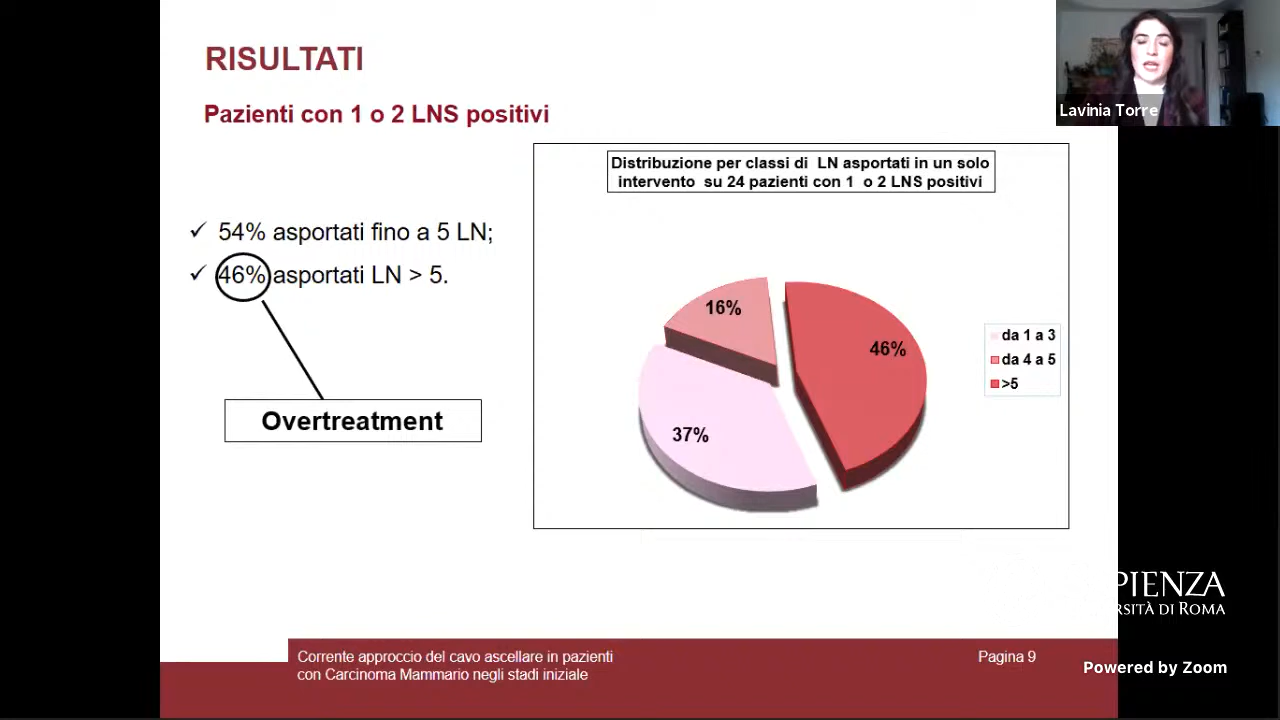 RISULTATI
Pazienti con 1 o 2 LNS positivi
Lavinia Torre
Distribuzione per classi di LN asportati in un solo
intervento su 24 pazienti con 1 o 2 LNS positivi
✓ 54% asportati fino a 5 LN;
✓ 46% asportati LN > 5.
Overtreatment
16%
46%
37%
da 1 a 3
da 4 a 5
>5
PIENZA
RSITÀ DI ROMA
Corrente approccio del cavo ascellare in pazienti
con Carcinoma Mammario negli stadi iniziale
Pagina 9
Powered by Zoom